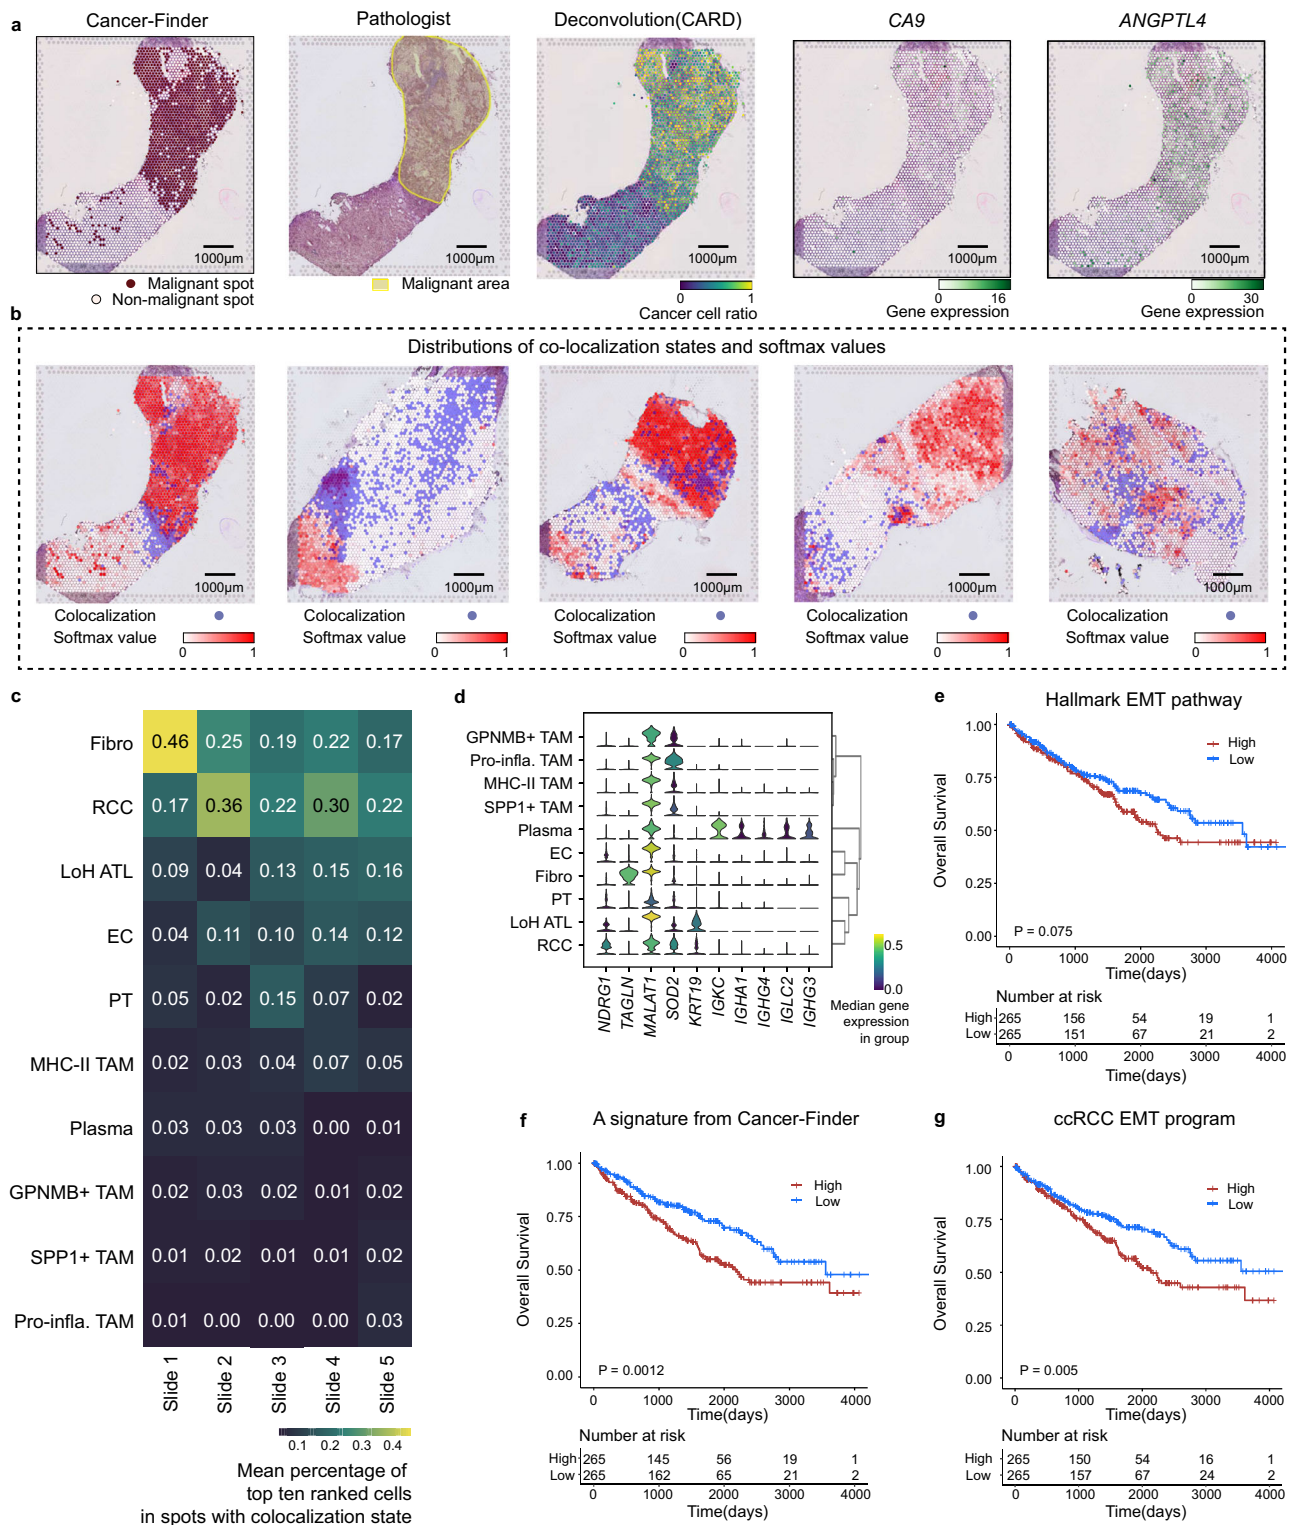 a
Cancer-Finder
Pathologist
Deconvolution(CARD)
CA9
ANGPTL4
1000μm
1000μm
1000μm
1000μm
1000μm
Malignant spot
Non-malignant spot
Malignant area
0 1
Cancer cell ratio
0 16
Gene expression
0 30
Gene expression
b
Distributions of co-localization states and softmax values
1000μm
1000μm
1000μm
1000μm
1000μm
Colocalization
Softmax value
0 1
Colocalization
Softmax value
0 1
Colocalization
Softmax value
0 1
Colocalization
Softmax value
0 1
Colocalization
Softmax value
0 1
c
Fibro 0.46 0.25 0.19 0.22 0.17
RCC 0.17 0.36 0.22 0.30 0.22
LoH ATL 0.09 0.04 0.13 0.15 0.16
EC 0.04 0.11 0.10 0.14 0.12
PT 0.05 0.02 0.15 0.07 0.02
MHC-II TAM 0.02 0.03 0.04 0.07 0.05
Plasma 0.03 0.03 0.03 0.00 0.01
GPNMB+ TAM 0.02 0.03 0.02 0.01 0.02
SPP1+ TAM 0.01 0.02 0.01 0.01 0.02
Pro-infla. TAM 0.01 0.00 0.00 0.00 0.03
Slide 1 Slide 2 Slide 3 Slide 4 Slide 5
0.1 0.2 0.3 0.4
Mean percentage of
top ten ranked cells
in spots with colocalization state
d
GPNMB+ TAM
Pro-infla. TAM
MHC-II TAM
SPP1+ TAM
Plasma
EC
Fibro
PT
LoH ATL
RCC
NDRG1 TAGLN MALAT1 SOD2 KRT19 IGKC IGHA1 IGHG4 IGLC2 IGHG3
0.5
0.0
Median gene
expression
in group
e
Hallmark EMT pathway
Overall Survival
1.00
0.75
0.50
0.25
0.00
High
Low
P = 0.075
0 1000 2000 3000 4000
Time(days)
Number at risk
High 265 156 54 19 1
Low 265 151 67 21 2
0 1000 2000 3000 4000
Time(days)
f
A signature from Cancer-Finder
Overall Survival
1.00
0.75
0.50
0.25
0.00
High
Low
P = 0.0012
0 1000 2000 3000 4000
Time(days)
Number at risk
High 265 145 56 19 1
Low 265 162 65 21 2
0 1000 2000 3000 4000
Time(days)
g
ccRCC EMT program
Overall Survival
1.00
0.75
0.50
0.25
0.00
High
Low
P = 0.005
0 1000 2000 3000 4000
Time(days)
Number at risk
High 265 150 54 16 1
Low 265 157 67 24 2
0 1000 2000 3000 4000
Time(days)